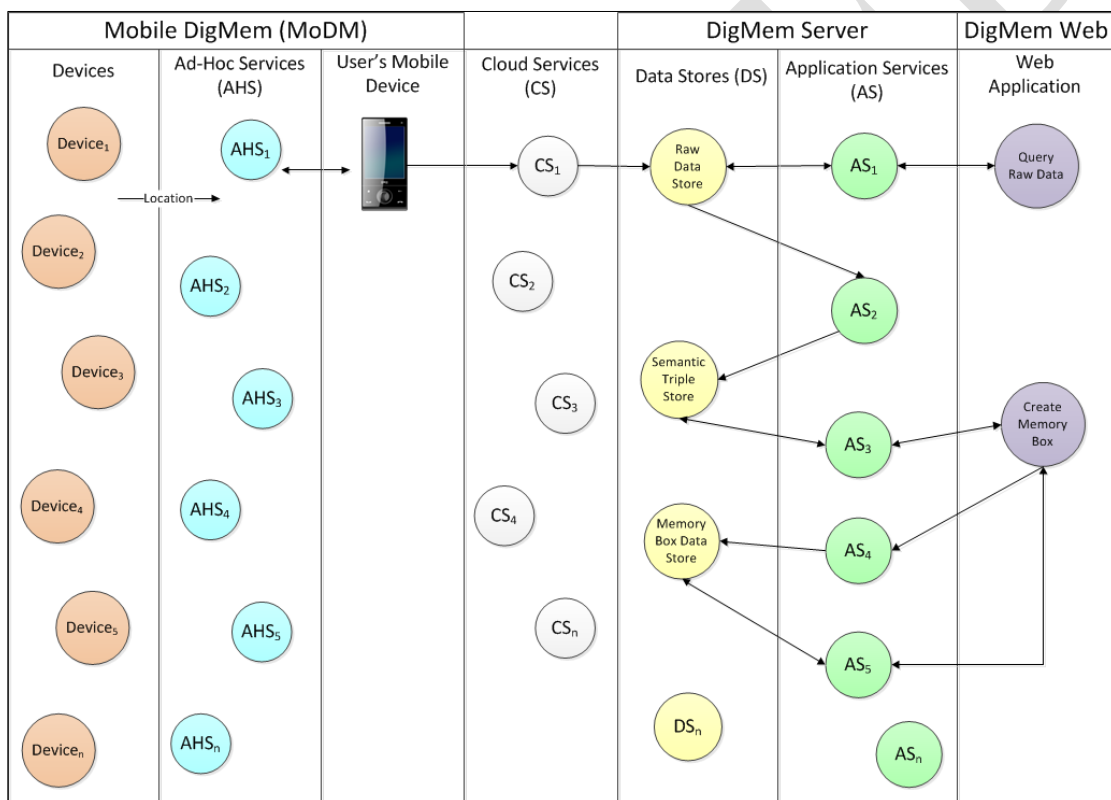 Mobile DigMem (MoDM)
DigMem Server
DigMem Web
Devices
Ad-Hoc Services
(AHS)
User's Mobile
Device
Cloud Services
(CS)
Data Stores (DS)
Application Services
(AS)
Web
Application
Device₁
AHS₁
CS₁
Raw
Data
Store
AS₁
Query
Raw Data
Location
Device₂
AHS₂
CS₂
AS₂
Device₃
AHS₃
CS₃
Semantic
Triple
Store
AS₃
Create
Memory
Box
Device₄
AHS₄
CS₄
Memory
Box Data
Store
AS₄
Device₅
AHS₅
CSₙ
AS₅
Deviceₙ
AHSₙ
DSₙ
ASₙ